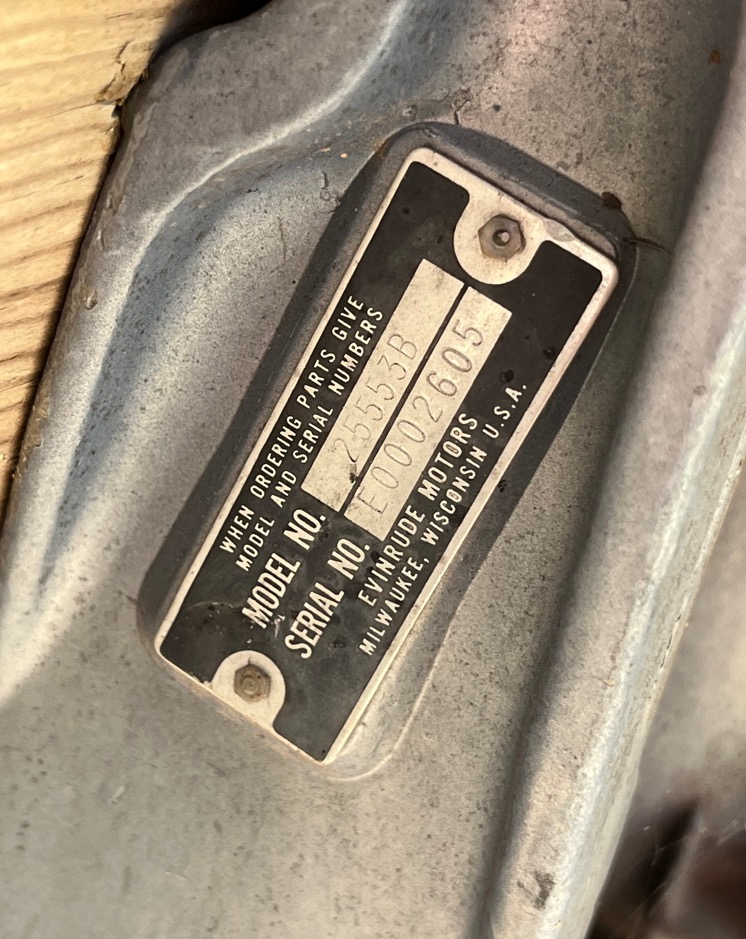 WHEN ORDERING PARTS GIVE
MODEL AND SERIAL NUMBERS
MODEL NO. 25553B
SERIAL NO. E0002605
EVINRUDE MOTORS
MILWAUKEE, WISCONSIN U.S.A.